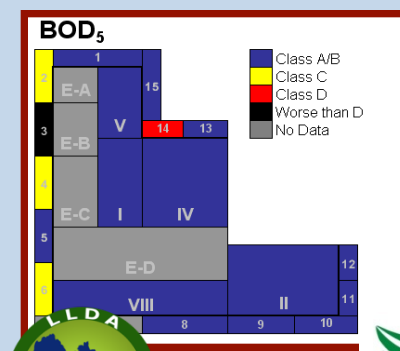 BOD5
Class A/B
Class C
Class D
Worse than D
No Data
1
2
E-A
15
V
3
14
13
E-B
4
E-C
I
IV
5
E-D
12
6
VIII
II
11
8
9
10
LLDA